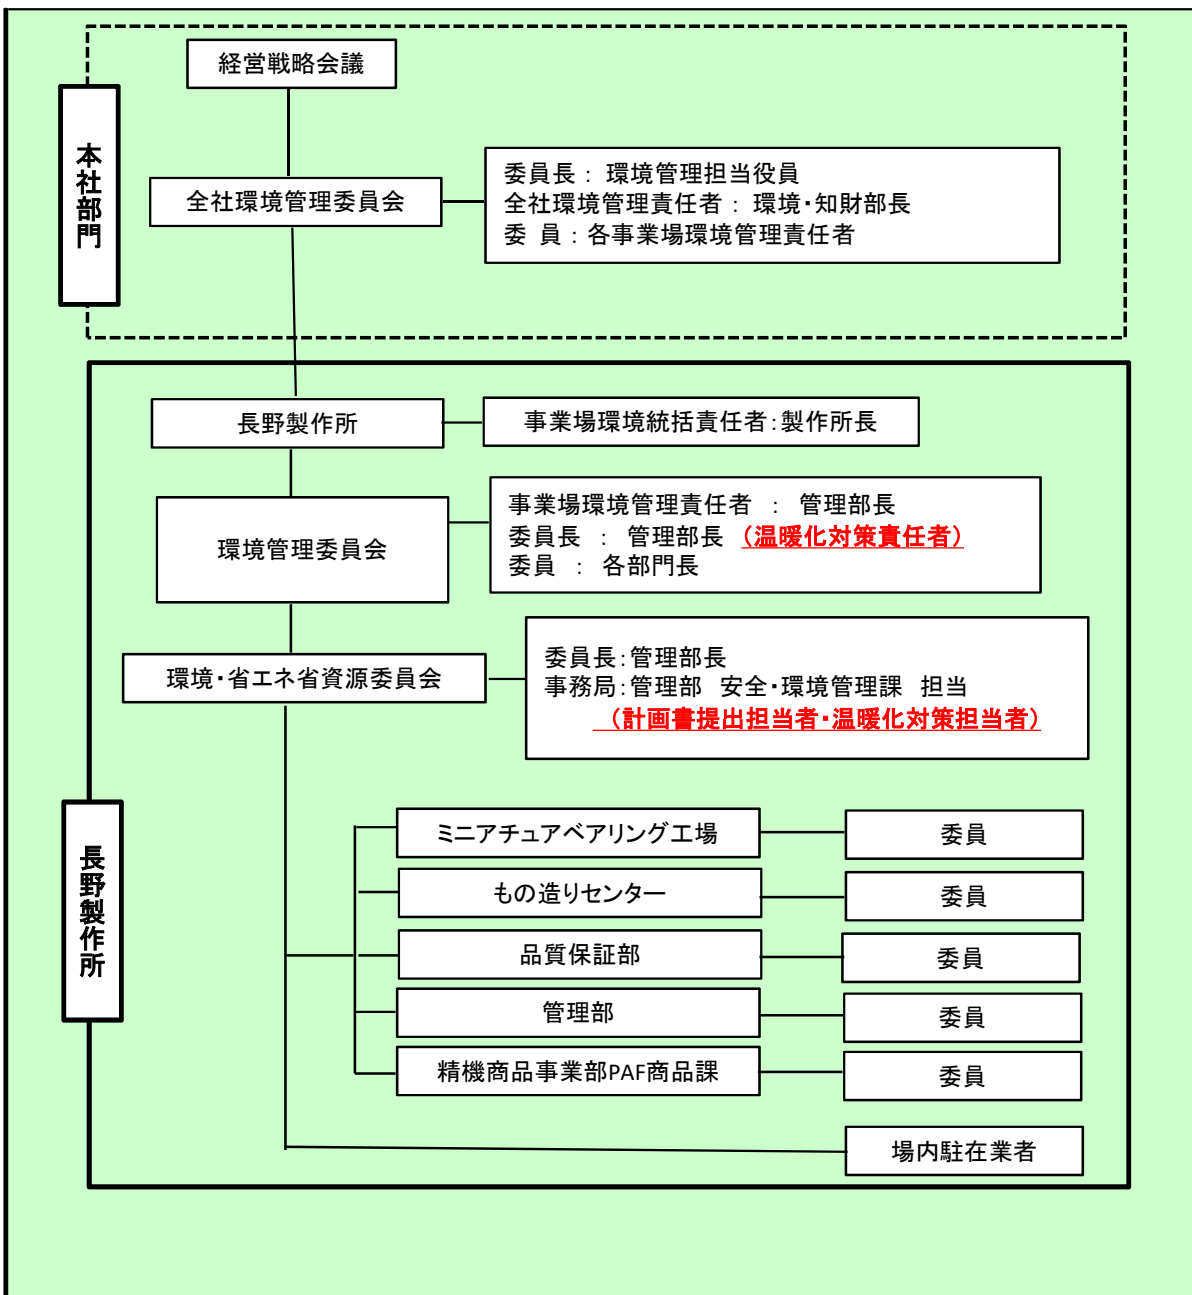 経営戦略会議
本社部門
全社環境管理委員会
委員長： 環境管理担当役員
全社環境管理責任者： 環境・知財部長
委 員：各事業場環境管理責任者
長野製作所
事業場環境統括責任者：製作所長
環境管理委員会
事業場環境管理責任者 ： 管理部長
委員長 ： 管理部長 （温暖化対策責任者）
委員 ： 各部門長
環境・省エネ省資源委員会
委員長：管理部長
事務局：管理部 安全・環境管理課 担当
（計画書提出担当者・温暖化対策担当者）
長野製作所
ミニアチュアベアリング工場
委員
もの造りセンター
委員
品質保証部
委員
管理部
委員
精機商品事業部PAF商品課
委員
場内駐在業者